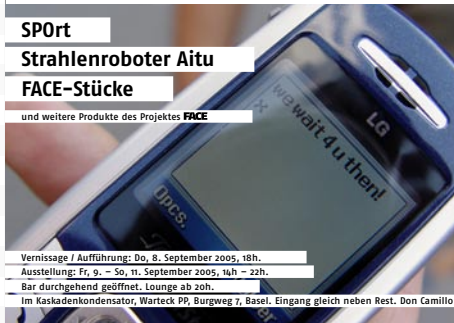 SPOrt
Strahlenroboter Aitu
FACE-Stücke
und weitere Produkte des Projektes FACE
LG
we wait 4 u then!
Opcs.
Vernissage / Aufführung: Do, 8. September 2005, 18h.
Ausstellung: Fr, 9. – So, 11. September 2005, 14h – 22h.
Bar durchgehend geöffnet. Lounge ab 20h.
Im Kaskadenkondensator, Warteck PP, Burgweg 7, Basel. Eingang gleich neben Rest. Don Camillo